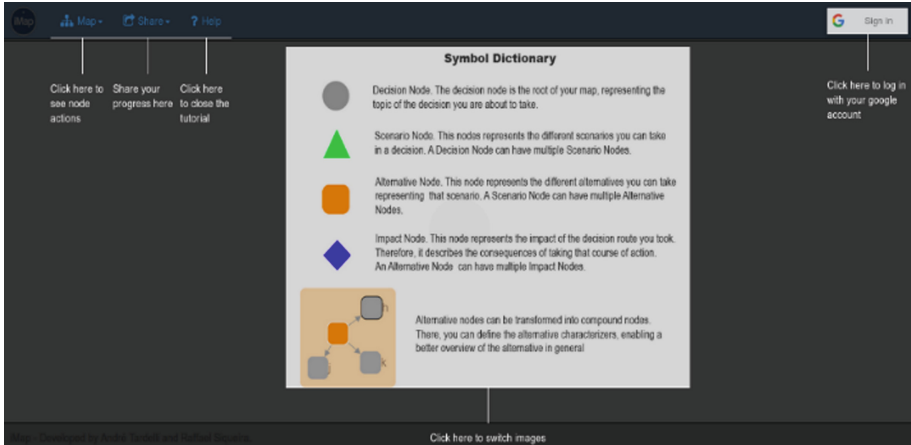 iMap
Map
Share
? Help
Sign in
Click here to
see node
actions
Share your
progress here
Click here
to close the
tutorial
Click here to log in
with your google
account
Symbol Dictionary
Decision Node. The decision node is the root of your map, representing the
topic of the decision you are about to take.
Scenario Node. This nodes represents the different scenarios you can take
in a decision. A Decision Node can have multiple Scenario Nodes.
Alternative Node. This node represents the different alternatives you can take
representing that scenario. A Scenario Node can have multiple Alternative
Nodes.
Impact Node. This node represents the impact of the decision route you took.
Therefore, it describes the consequences of taking that course of action.
An Alternative Node can have multiple Impact Nodes.
h
k
Alternative nodes can be transformed into compound nodes.
There, you can define the alternative characterizers, enabling a
better overview of the alternative in general
Click here to switch images
iMap - Developed by André and Rafael